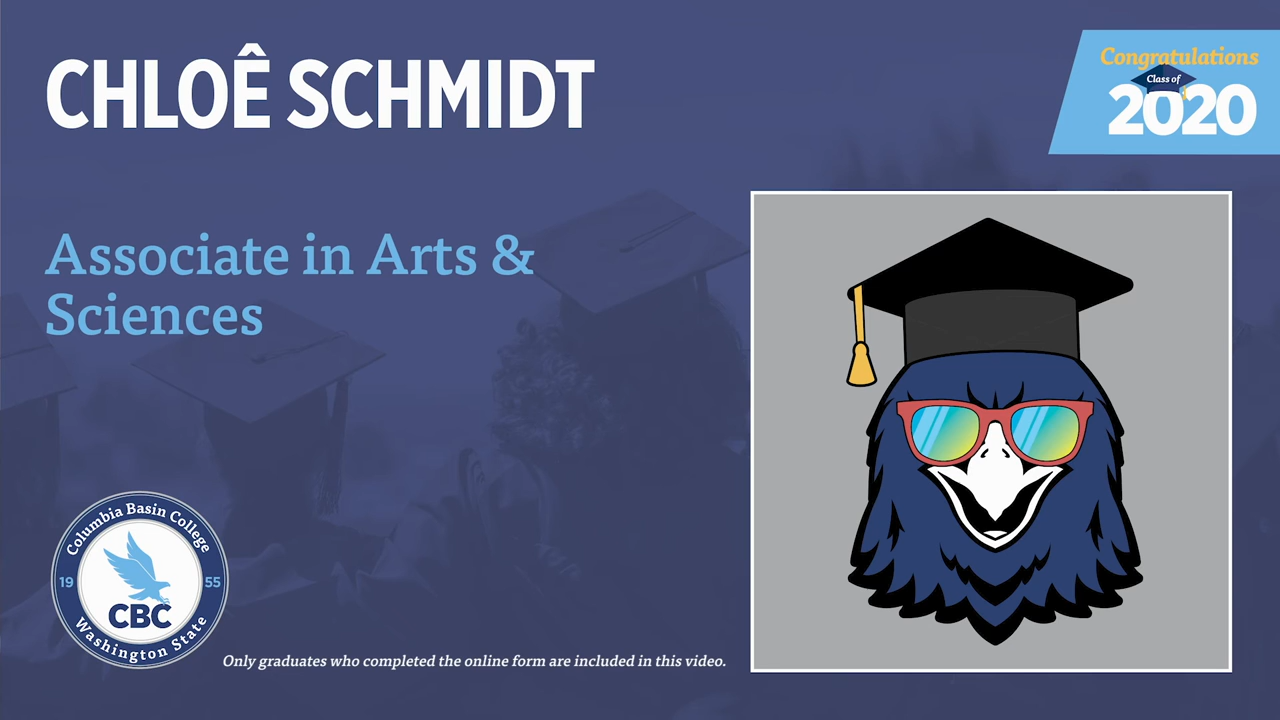 CHLOÊ SCHMIDT
Congratulations
Class of
2020
Associate in Arts &
Sciences
Columbia Basin College
19 55
CBC
Washington State
Only graduates who completed the online form are included in this video.